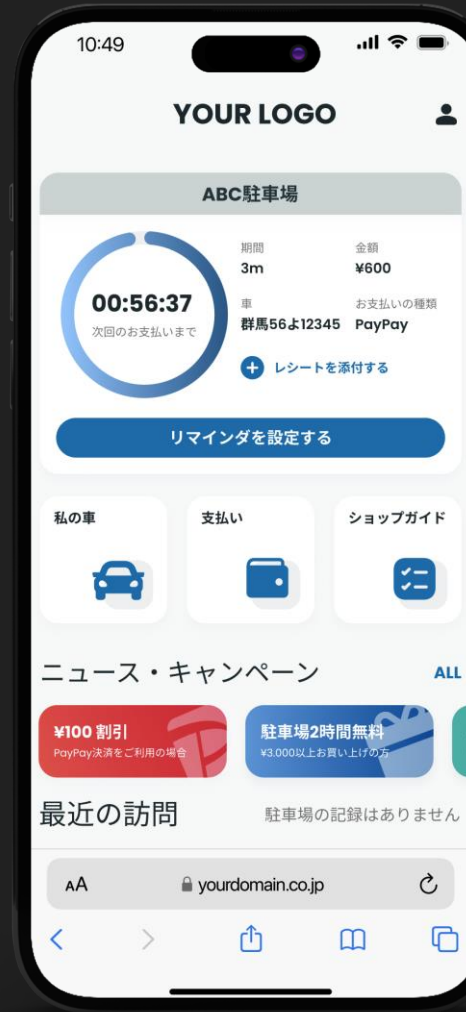 10:49
YOUR LOGO
ABC駐車場
00:56:37
次回のお支払いまで
期間
3m
金額
¥600
車
群馬56よ12345
お支払いの種類
PayPay
レシートを添付する
リマインダを設定する
私の車
支払い
ショップガイド
ニュース・キャンペーン
ALL
¥100 割引
PayPay決済をご利用の場合
駐車場2時間無料
¥3.000以上お買い上げの方
最近の訪問
駐車場の記録はありません
AA
yourdomain.co.jp